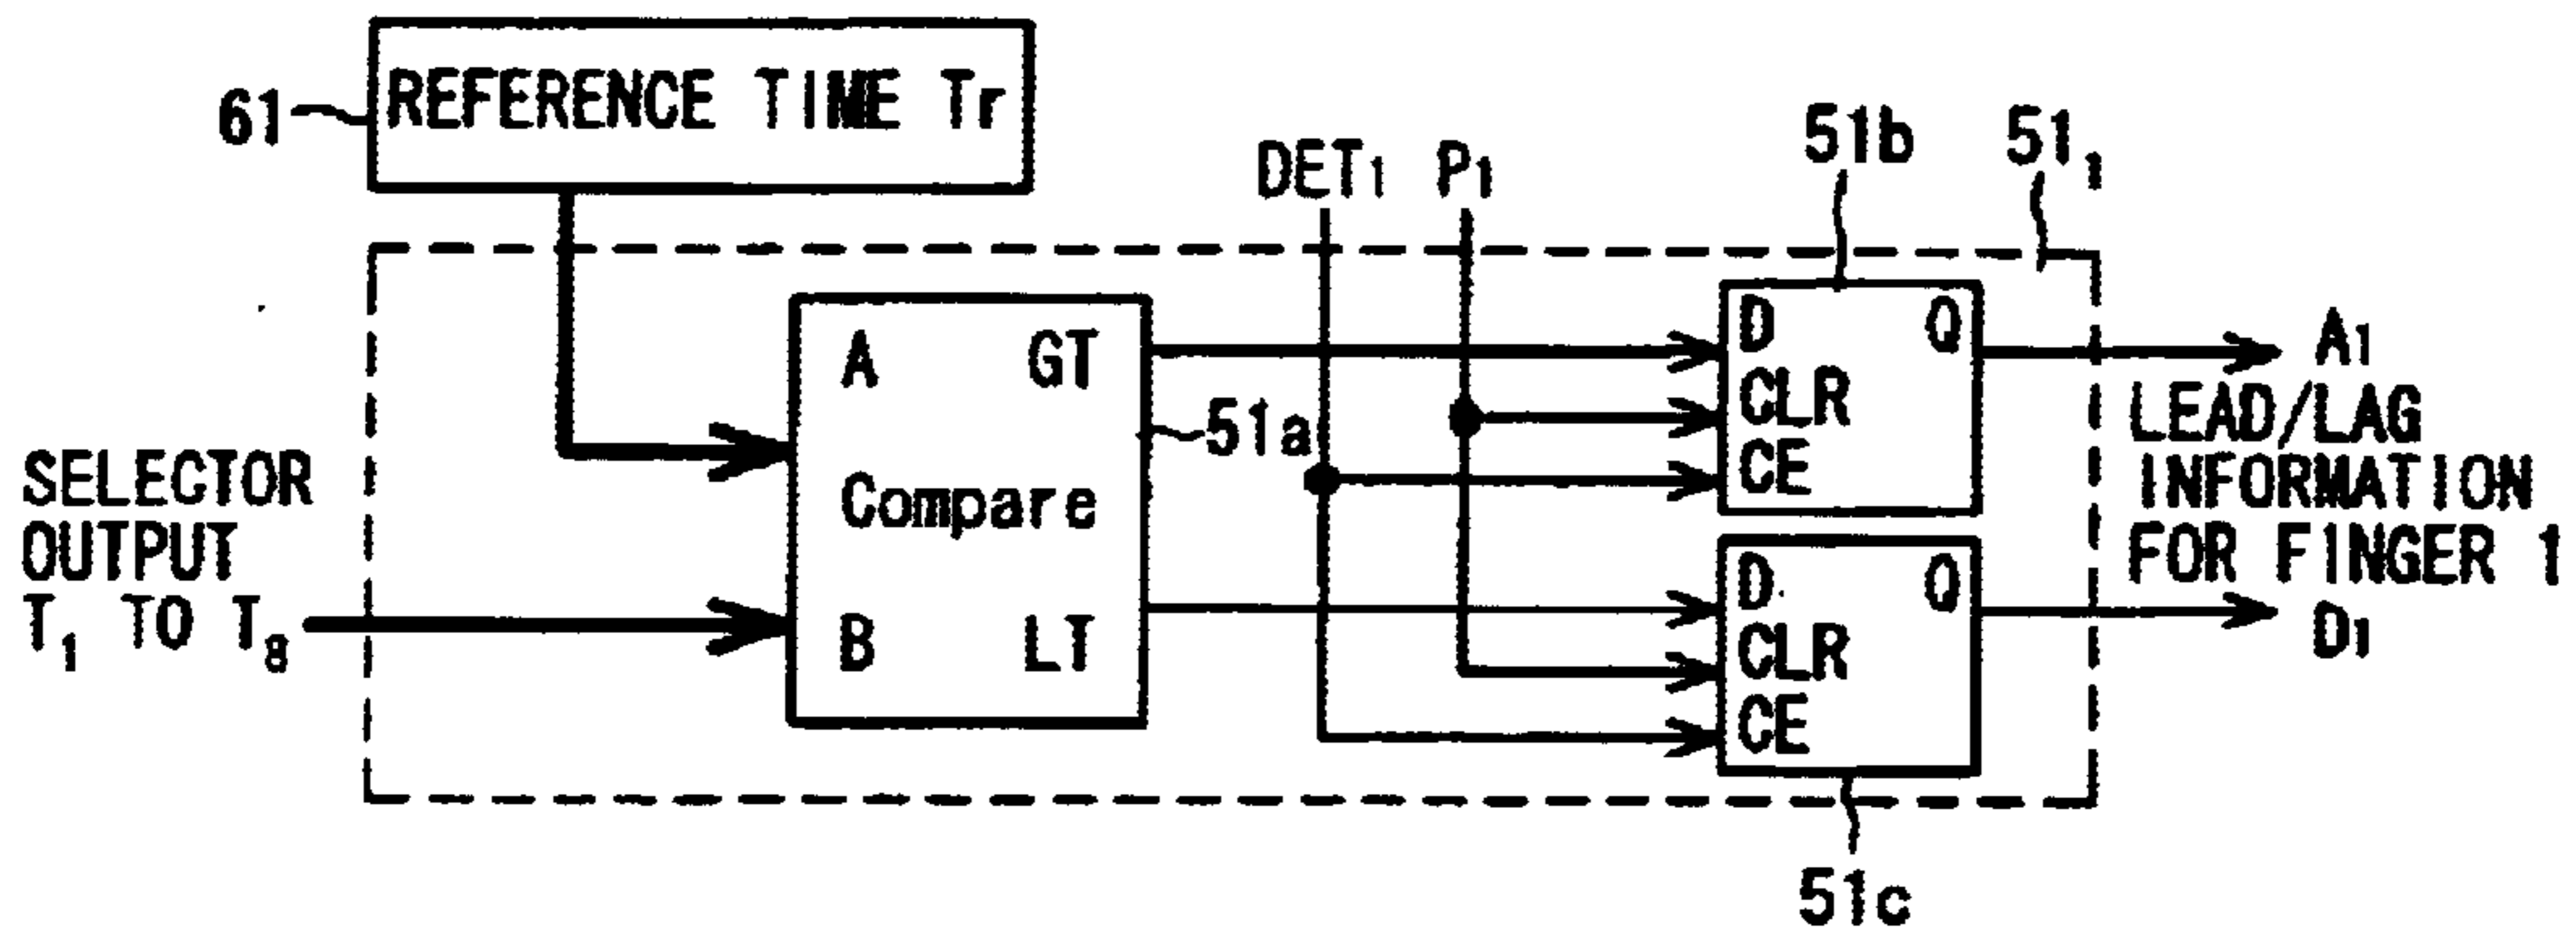 61
REFERENCE TIME Tr
DET₁
P₁
51b
51₁
A
GT
Compare
B
LT
51a
SELECTOR
OUTPUT
T₁ TO T₈
D
Q
CLR
CE
D
Q
CLR
CE
A₁
LEAD/LAG
INFORMATION
FOR FINGER 1
D₁
51c